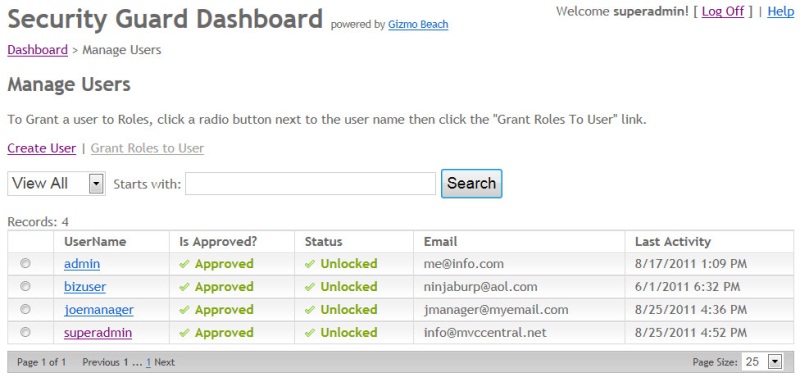 Security Guard Dashboard powered by Gizmo Beach
Welcome superadmin! [ Log Off ] | Help
Dashboard > Manage Users
Manage Users
To Grant a user to Roles, click a radio button next to the user name then click the "Grant Roles To User" link.
Create User | Grant Roles to User
View All Starts with: Search
Records: 4
UserName Is Approved? Status Email Last Activity
admin Approved Unlocked me@info.com 8/17/2011 1:09 PM
bizuser Approved Unlocked ninjaburp@aol.com 6/1/2011 6:32 PM
joemanager Approved Unlocked jmanager@myemail.com 8/25/2011 4:36 PM
superadmin Approved Unlocked info@mvccentral.net 8/25/2011 4:52 PM
Page 1 of 1 Previous 1 ... 1 Next Page Size: 25